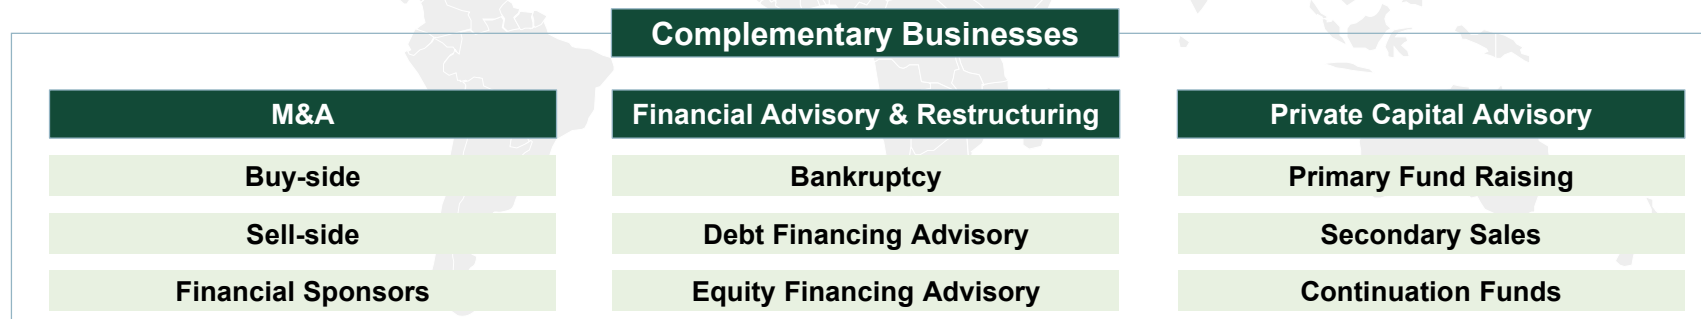 Complementary Businesses
M&A
Financial Advisory & Restructuring
Private Capital Advisory
Buy-side
Bankruptcy
Primary Fund Raising
Sell-side
Debt Financing Advisory
Secondary Sales
Financial Sponsors
Equity Financing Advisory
Continuation Funds